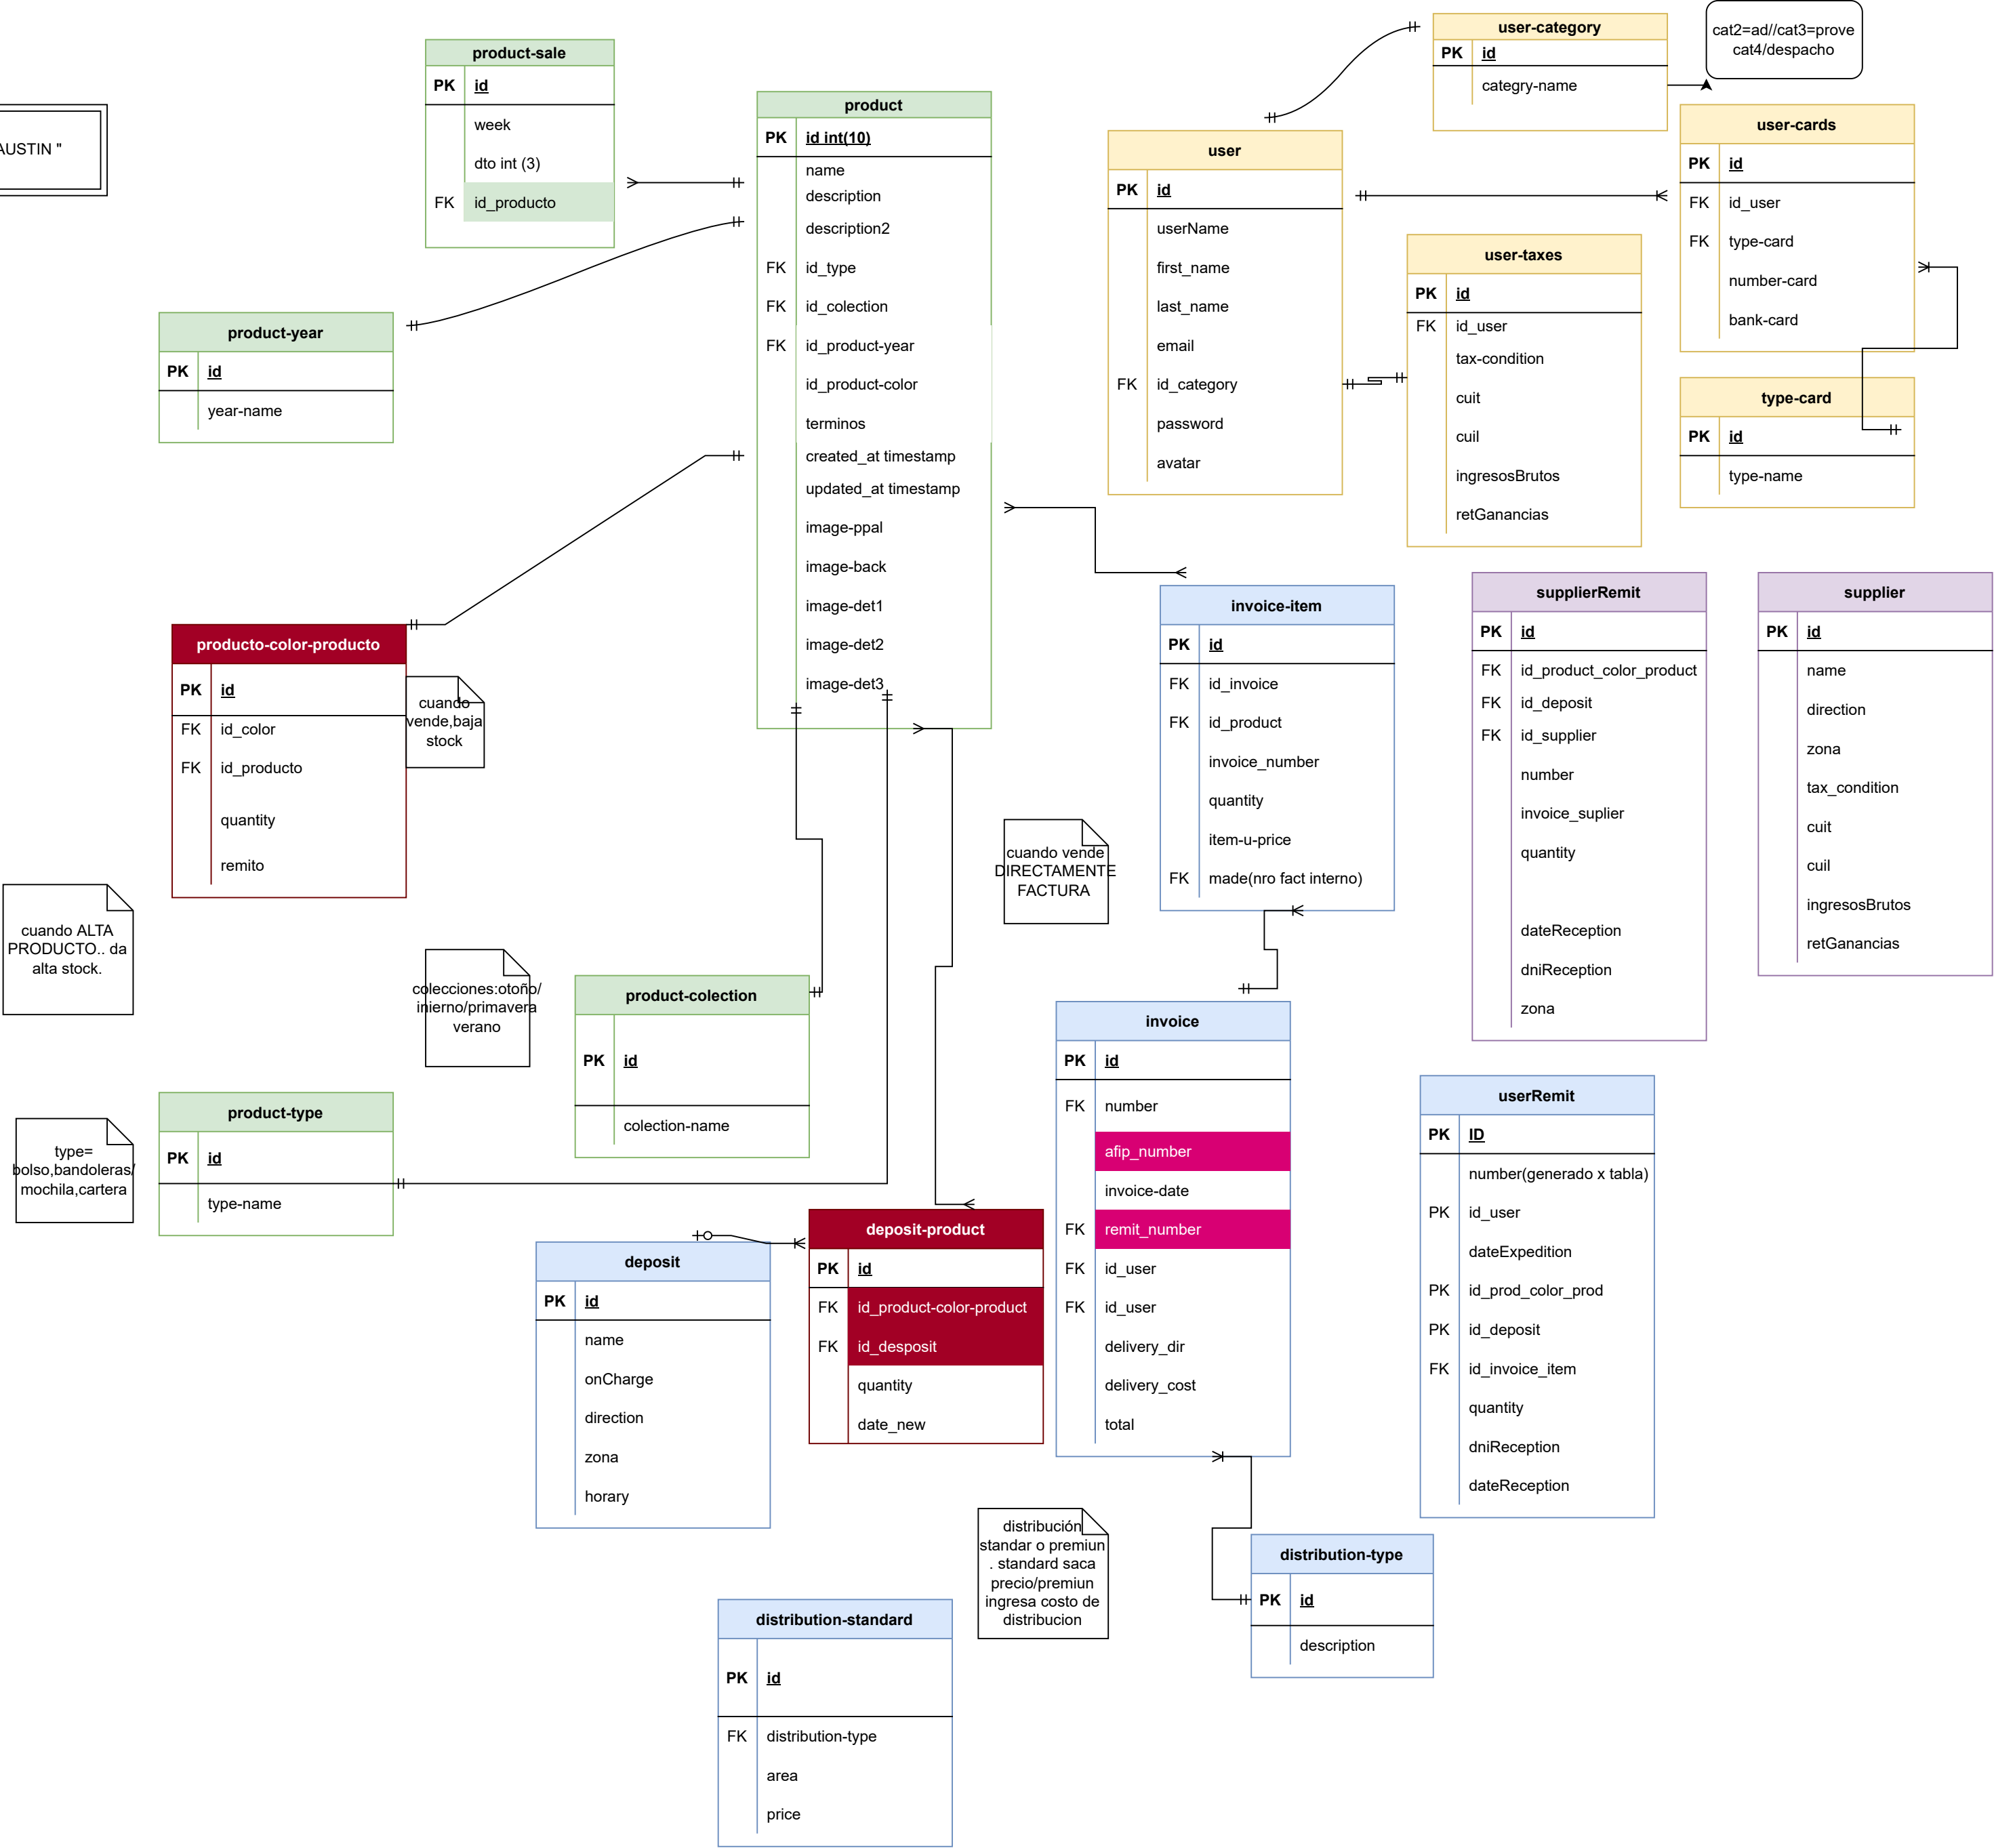 AUSTIN "
product-sale
PK id
week
dto int (3)
FK id_producto
product
PK id int(10)
name
description
description2
FK id_type
FK id_colection
FK id_product-year
id_product-color
terminos
created_at timestamp
updated_at timestamp
image-ppal
image-back
image-det1
image-det2
image-det3
user-category
PK id
categry-name
cat2=ad//cat3=prove
cat4/despacho
user
PK id
userName
first_name
last_name
email
FK id_category
password
avatar
user-cards
PK id
FK id_user
FK type-card
number-card
bank-card
user-taxes
PK id
FK id_user
tax-condition
cuit
cuil
ingresosBrutos
retGanancias
type-card
PK id
type-name
product-year
PK id
year-name
producto-color-producto
PK id
FK id_color
FK id_producto
quantity
remito
cuando
vende,baja
stock
cuando ALTA
PRODUCTO.. da
alta stock.
colecciones:otoño/
inierno/primavera
verano
product-colection
PK id
colection-name
product-type
PK id
type-name
type=
bolso,bandoleras/
mochila,cartera
invoice-item
PK id
FK id_invoice
FK id_product
invoice_number
quantity
item-u-price
FK made(nro fact interno)
cuando vende
DIRECTAMENTE
FACTURA
supplierRemit
PK id
FK id_product_color_product
FK id_deposit
FK id_supplier
number
invoice_suplier
quantity
dateReception
dniReception
zona
supplier
PK id
name
direction
zona
tax_condition
cuit
cuil
ingresosBrutos
retGanancias
invoice
PK id
FK number
afip_number
invoice-date
FK remit_number
FK id_user
FK id_user
delivery_dir
delivery_cost
total
userRemit
PK ID
number(generado x tabla)
PK id_user
dateExpedition
PK id_prod_color_prod
PK id_deposit
FK id_invoice_item
quantity
dniReception
dateReception
deposit
PK id
name
onCharge
direction
zona
horary
deposit-product
PK id
FK id_product-color-product
FK id_desposit
quantity
date_new
distribución
standar o premiun
. standard saca
precio/premiun
ingresa costo de
distribucion
distribution-type
PK id
description
distribution-standard
PK id
FK distribution-type
area
price